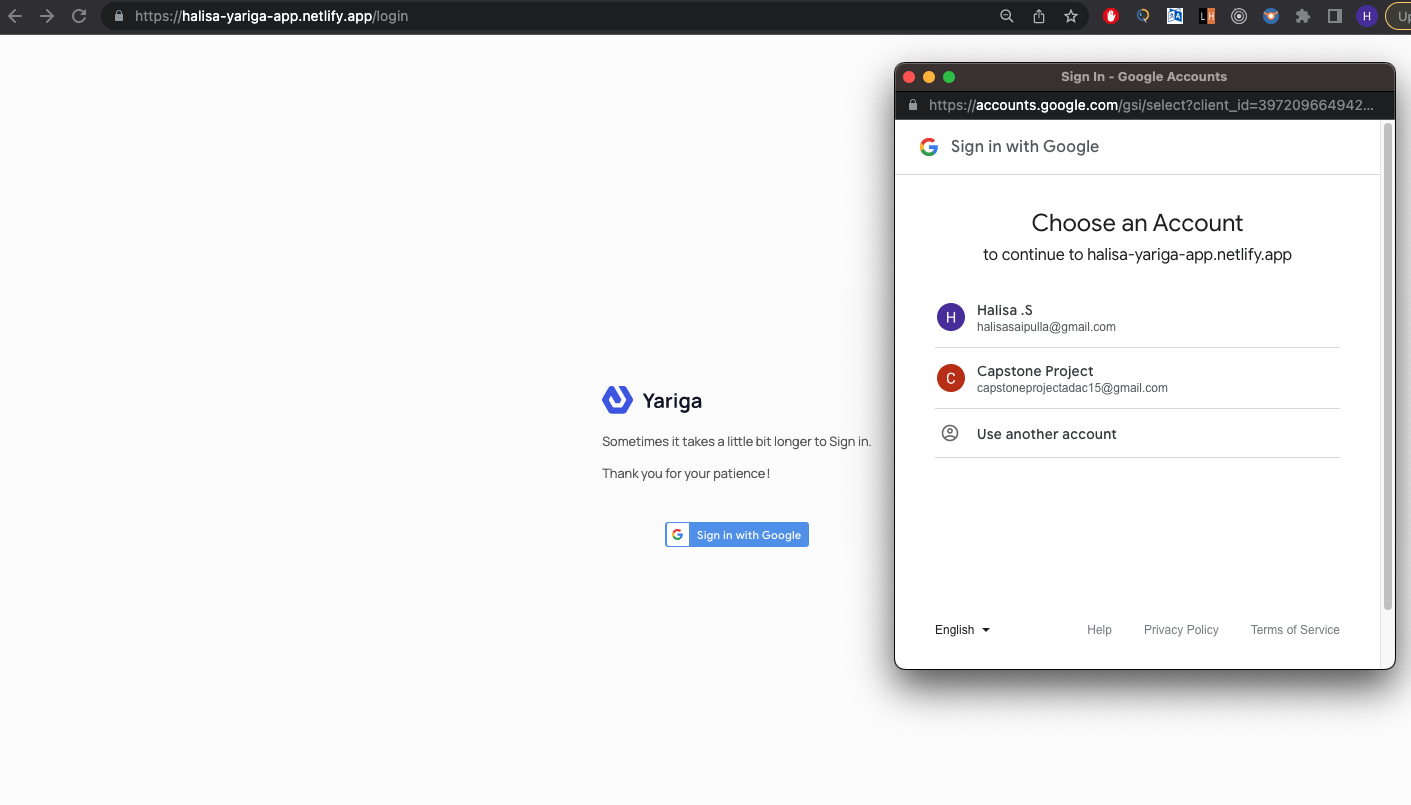 https://halisa-yariga-app.netlify.app/login
LH
H
Up
Sign In - Google Accounts
https://accounts.google.com/gsi/select?client_id=397209664942...
Sign in with Google
Choose an Account
to continue to halisa-yariga-app.netlify.app
H
Halisa .S
halisasaipulla@gmail.com
C
Capstone Project
capstoneprojectadac15@gmail.com
Use another account
English
Help
Privacy Policy
Terms of Service
Yariga
Sometimes it takes a little bit longer to Sign in.
Thank you for your patience!
Sign in with Google